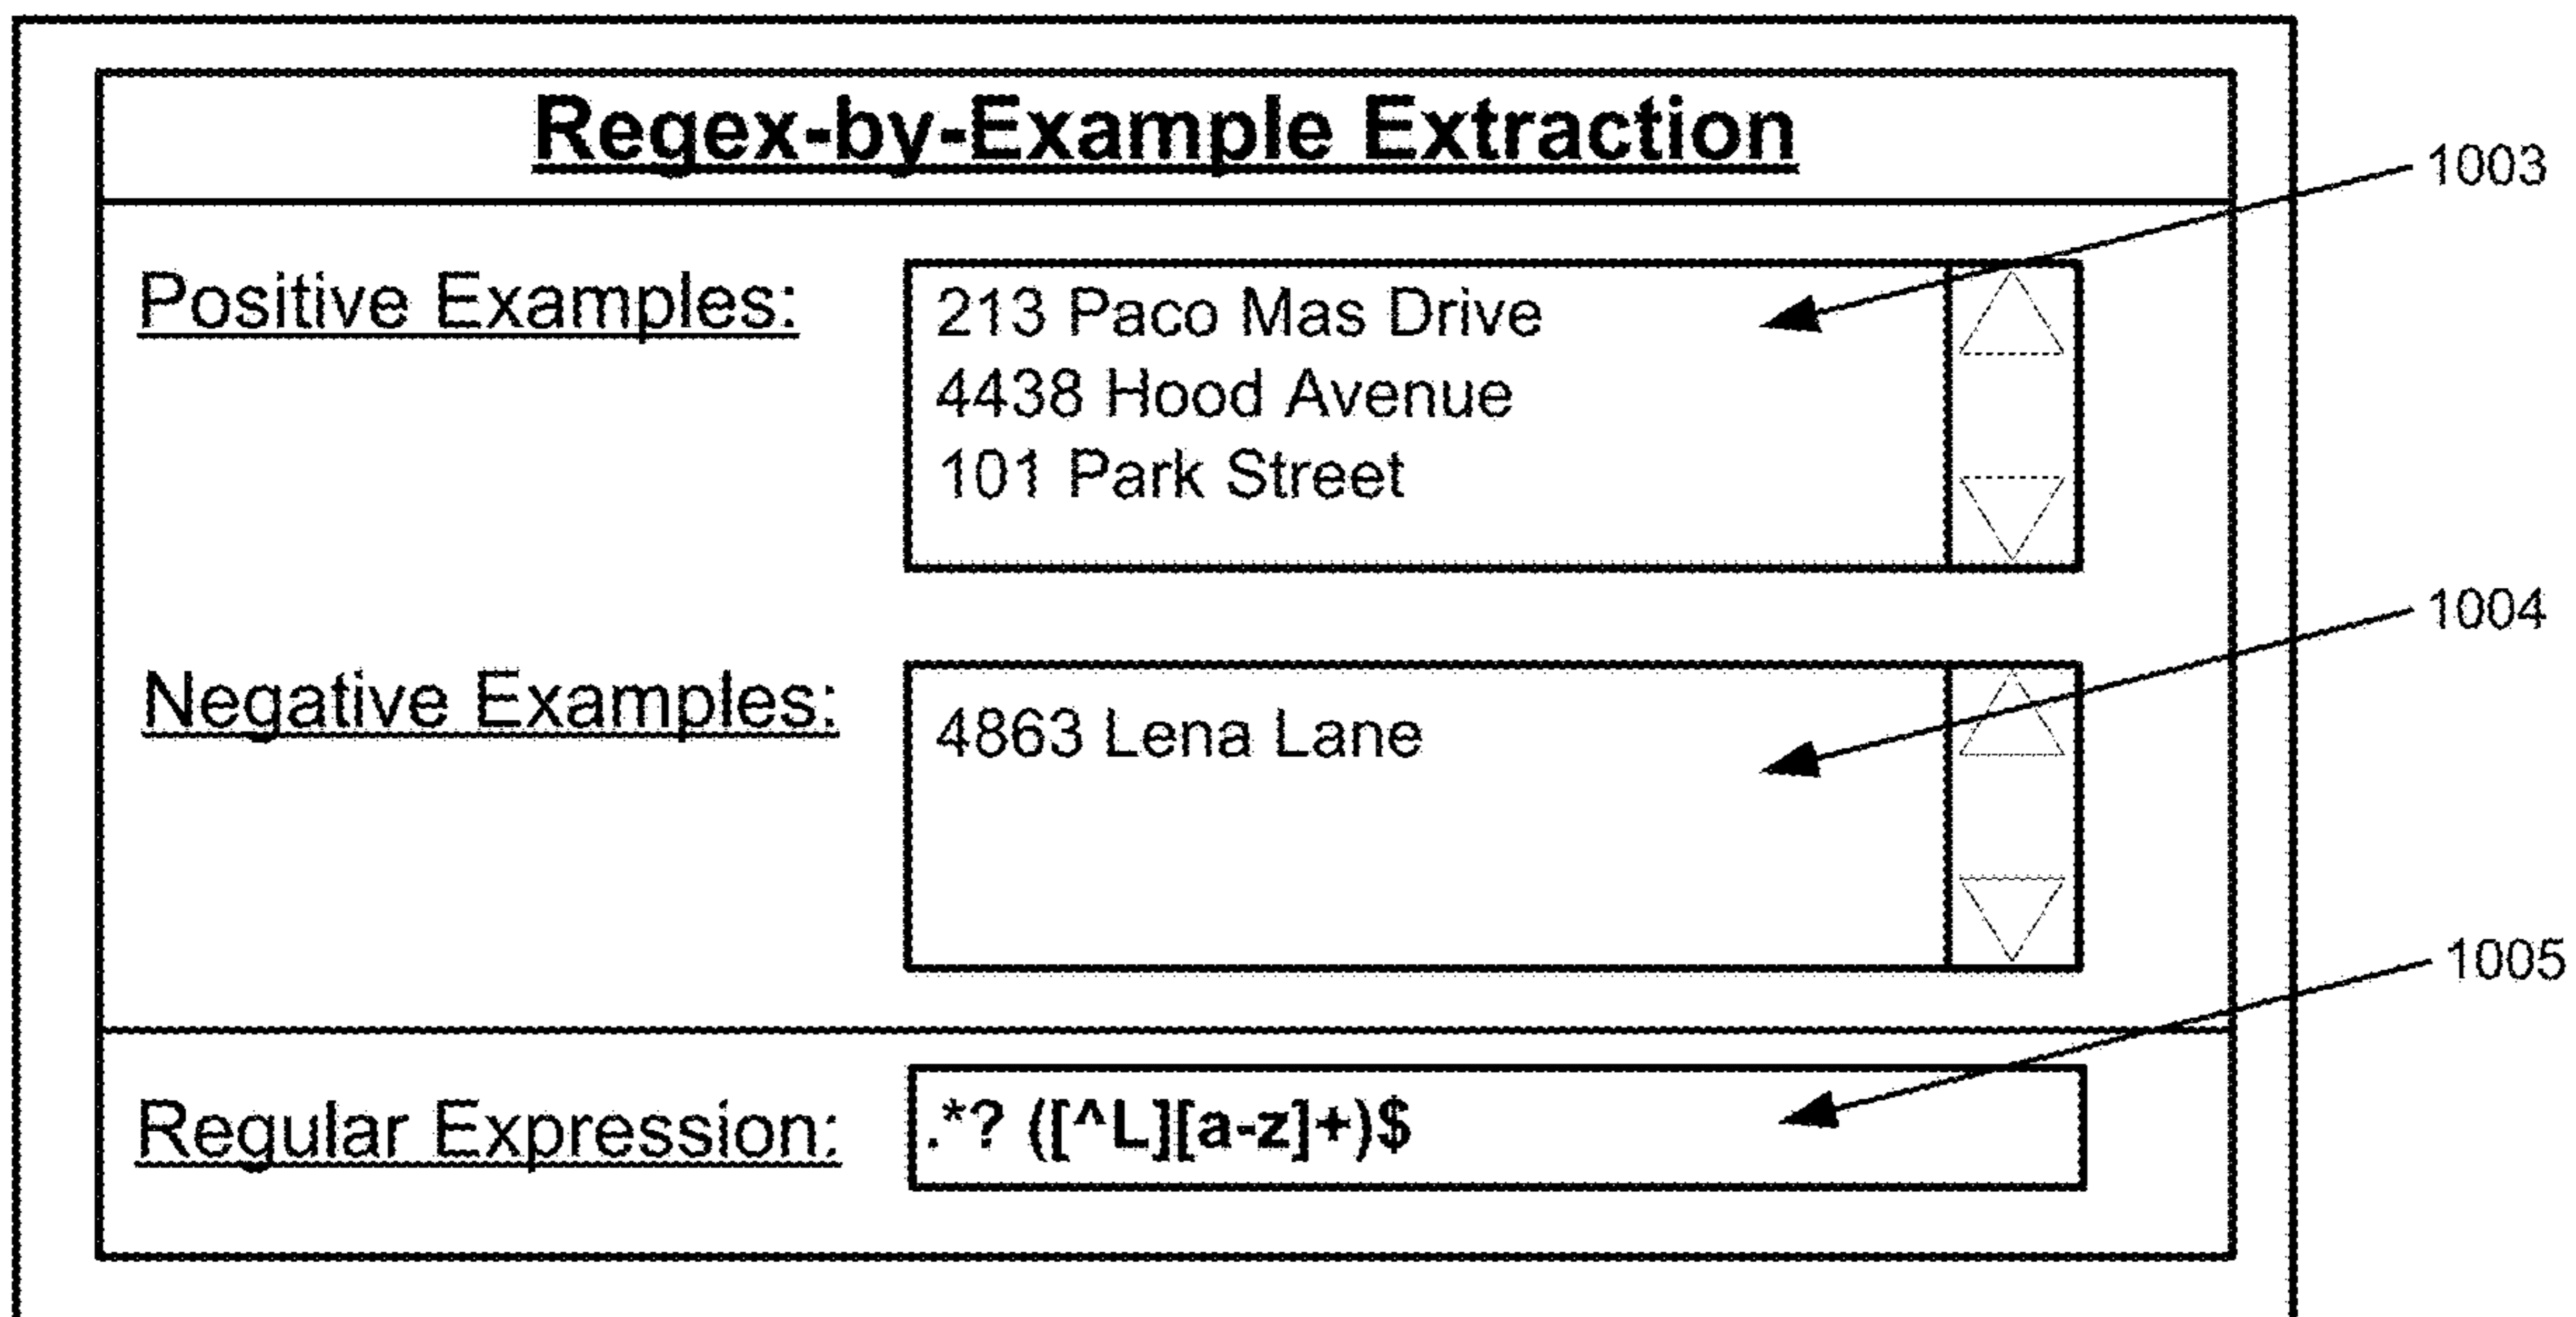 Regex-by-Example Extraction
1003
Positive Examples:
213 Paco Mas Drive
4438 Hood Avenue
101 Park Street
1004
Negative Examples:
4863 Lena Lane
1005
Regular Expression:
.*? ([^L][a-z]+)$